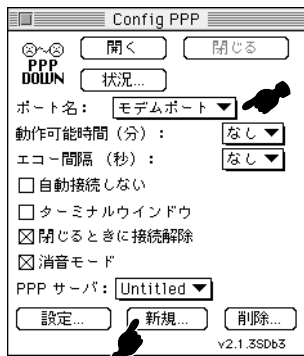 Config PPP
開く 閉じる
PPP
DOWN
状況...
ポート名： モデムポート
動作可能時間（分）： なし
エコー間隔（秒）： なし
自動接続しない
ターミナルウインドウ
閉じるときに接続解除
消音モード
PPP サーバ： Untitled
設定... 新規... 削除...
v2.1.3SDb3